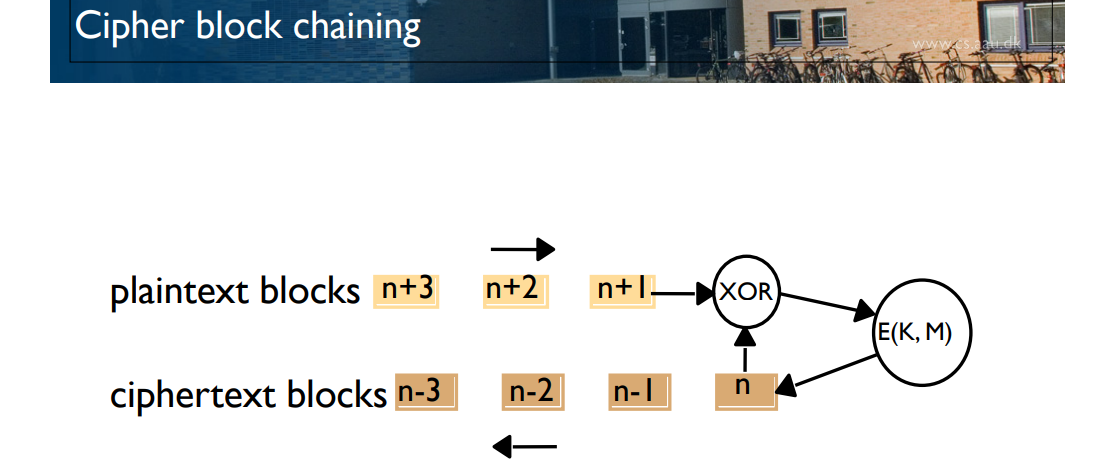 Cipher block chaining
www.cs.aau.dk
plaintext blocks n+3 n+2 n+1 XOR
E(K, M)
ciphertext blocks n-3 n-2 n-1 n